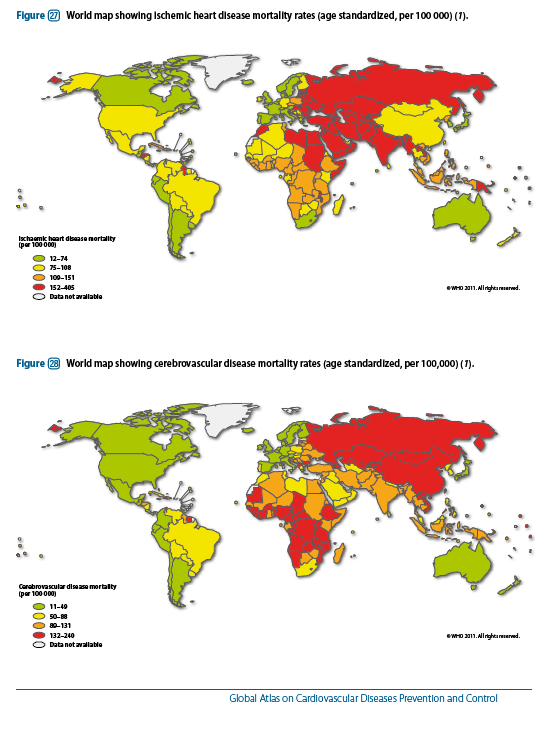 Figure 27 World map showing ischemic heart disease mortality rates (age standardized, per 100 000) (1).
Ischaemic heart disease mortality
(per 100 000)
12–74
75–108
109–151
152–405
Data not available
©WHO 2011. All rights reserved.
Figure 28 World map showing cerebrovascular disease mortality rates (age standardized, per 100,000) (1).
Cerebrovascular disease mortality
(per 100 000)
11–49
50–88
89–131
132–240
Data not available
©WHO 2011. All rights reserved.
Global Atlas on Cardiovascular Diseases Prevention and Control